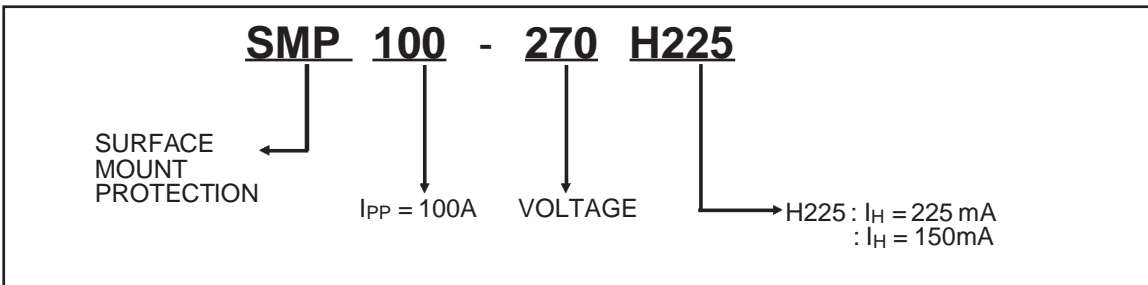 SMP 100 - 270 H225
SURFACE
MOUNT
PROTECTION
IPP = 100A
VOLTAGE
H225 : IH = 225 mA
: IH = 150mA